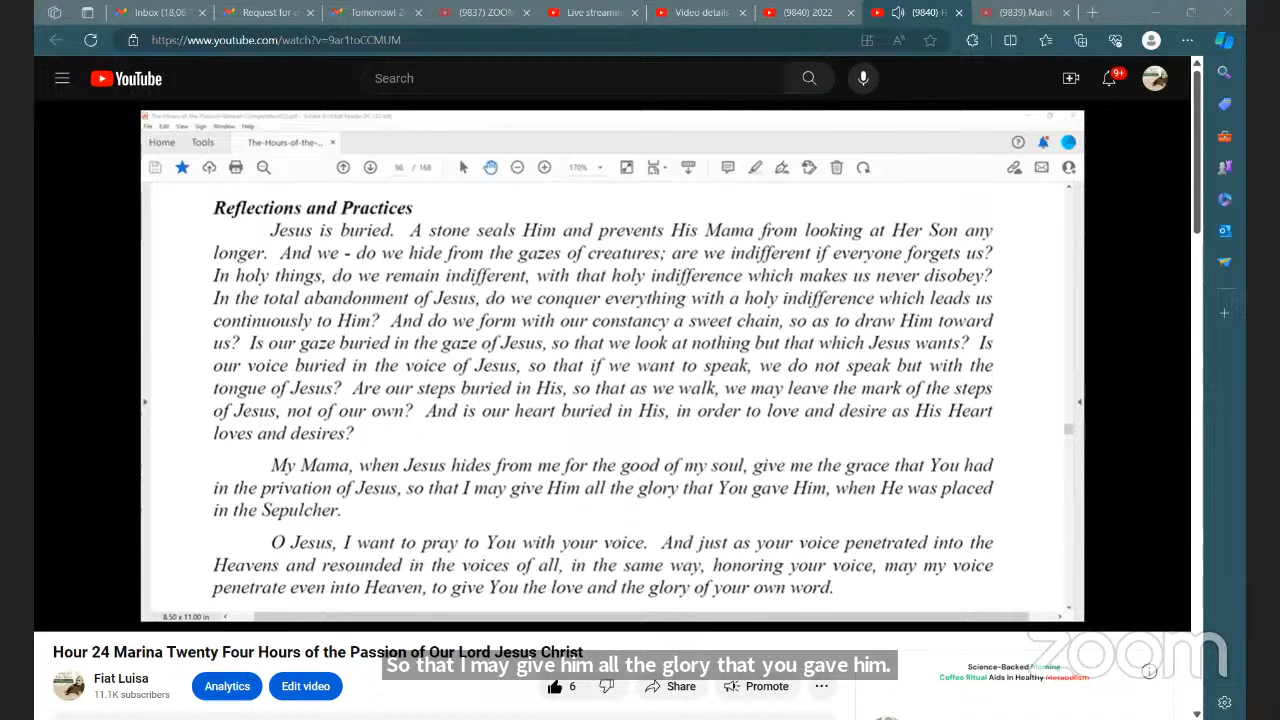 Inbox (18,06
Request for e
Tomorrow! 2
(9837) ZOOM
Live streamin
Video details
(9840) 2022
(9840) H
(9839) March
https://www.youtube.com/watch?v=9ar1toCCMUM
YouTube
Search
9+
The-Hours-of-the-Passion-
File Edit View Sign Window Help
Home Tools The-Hours-of-the-...
98 / 168
170%
Reflections and Practices
Jesus is buried. A stone seals Him and prevents His Mama from looking at Her Son any
longer. And we - do we hide from the gazes of creatures; are we indifferent if everyone forgets us?
In holy things, do we remain indifferent, with that holy indifference which makes us never disobey?
In the total abandonment of Jesus, do we conquer everything with a holy indifference which leads us
continuously to Him? And do we form with our constancy a sweet chain, so as to draw Him toward
us? Is our gaze buried in the gaze of Jesus, so that we look at nothing but that which Jesus wants? Is
our voice buried in the voice of Jesus, so that if we want to speak, we do not speak but with the
tongue of Jesus? Are our steps buried in His, so that as we walk, we may leave the mark of the steps
of Jesus, not of our own? And is our heart buried in His, in order to love and desire as His Heart
loves and desires?
My Mama, when Jesus hides from me for the good of my soul, give me the grace that You had
in the privation of Jesus, so that I may give Him all the glory that You gave Him, when He was placed
in the Sepulcher.
O Jesus, I want to pray to You with your voice. And just as your voice penetrated into the
Heavens and resounded in the voices of all, in the same way, honoring your voice, may my voice
penetrate even into Heaven, to give You the love and the glory of your own word.
8.50 x 11.00 in
Hour 24 Marina Twenty Four Hours of the Passion of Our Lord Jesus Christ
So that I may give him all the glory that you gave him.
zoom
Fiat Luisa
11.1K subscribers
Analytics
Edit video
6
Share
Promote
Science-Backed Morning
Coffee Ritual Aids in Healthy Metabolism